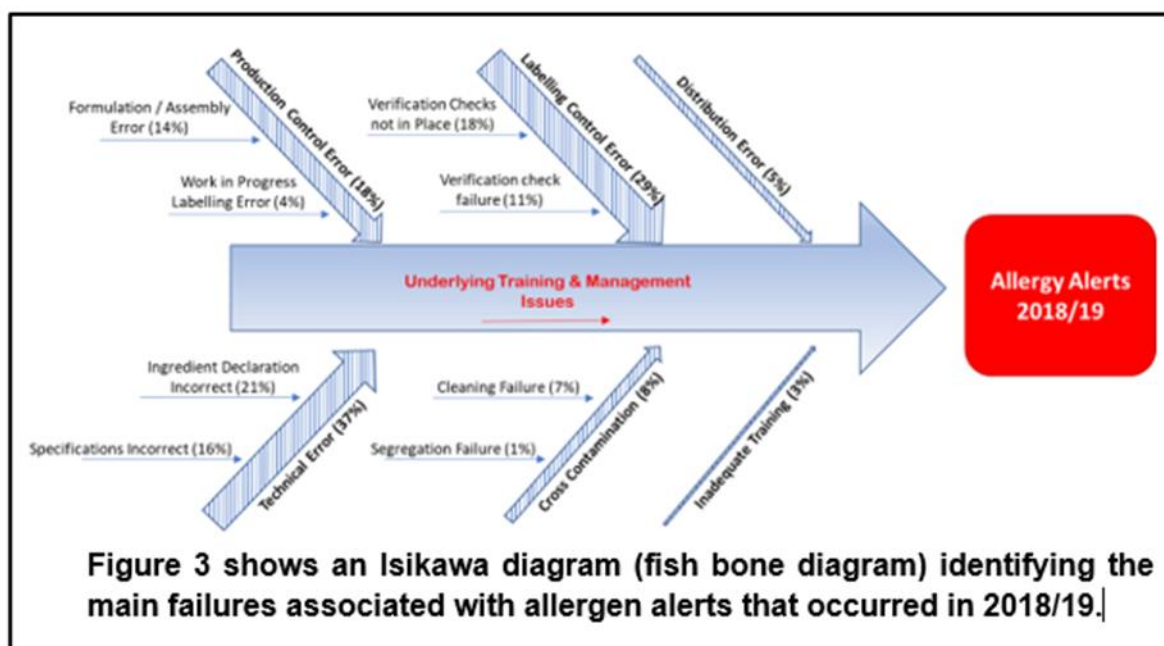 Production Control Error (18%)
Formulation / Assembly
Error (14%)
Work in Progress
Labelling Error (4%)
Labelling Control Error (29%)
Verification Checks
not in Place (18%)
Verification check
failure (11%)
Distribution Error (5%)
Underlying Training & Management
Issues
Allergy Alerts
2018/19
Ingredient Declaration
Incorrect (21%)
Specifications Incorrect (16%)
Technical Error (37%)
Cleaning Failure (7%)
Segregation Failure (1%)
Cross Contamination (8%)
Inadequate Training (3%)
Figure 3 shows an Isikawa diagram (fish bone diagram) identifying the
main failures associated with allergen alerts that occurred in 2018/19.